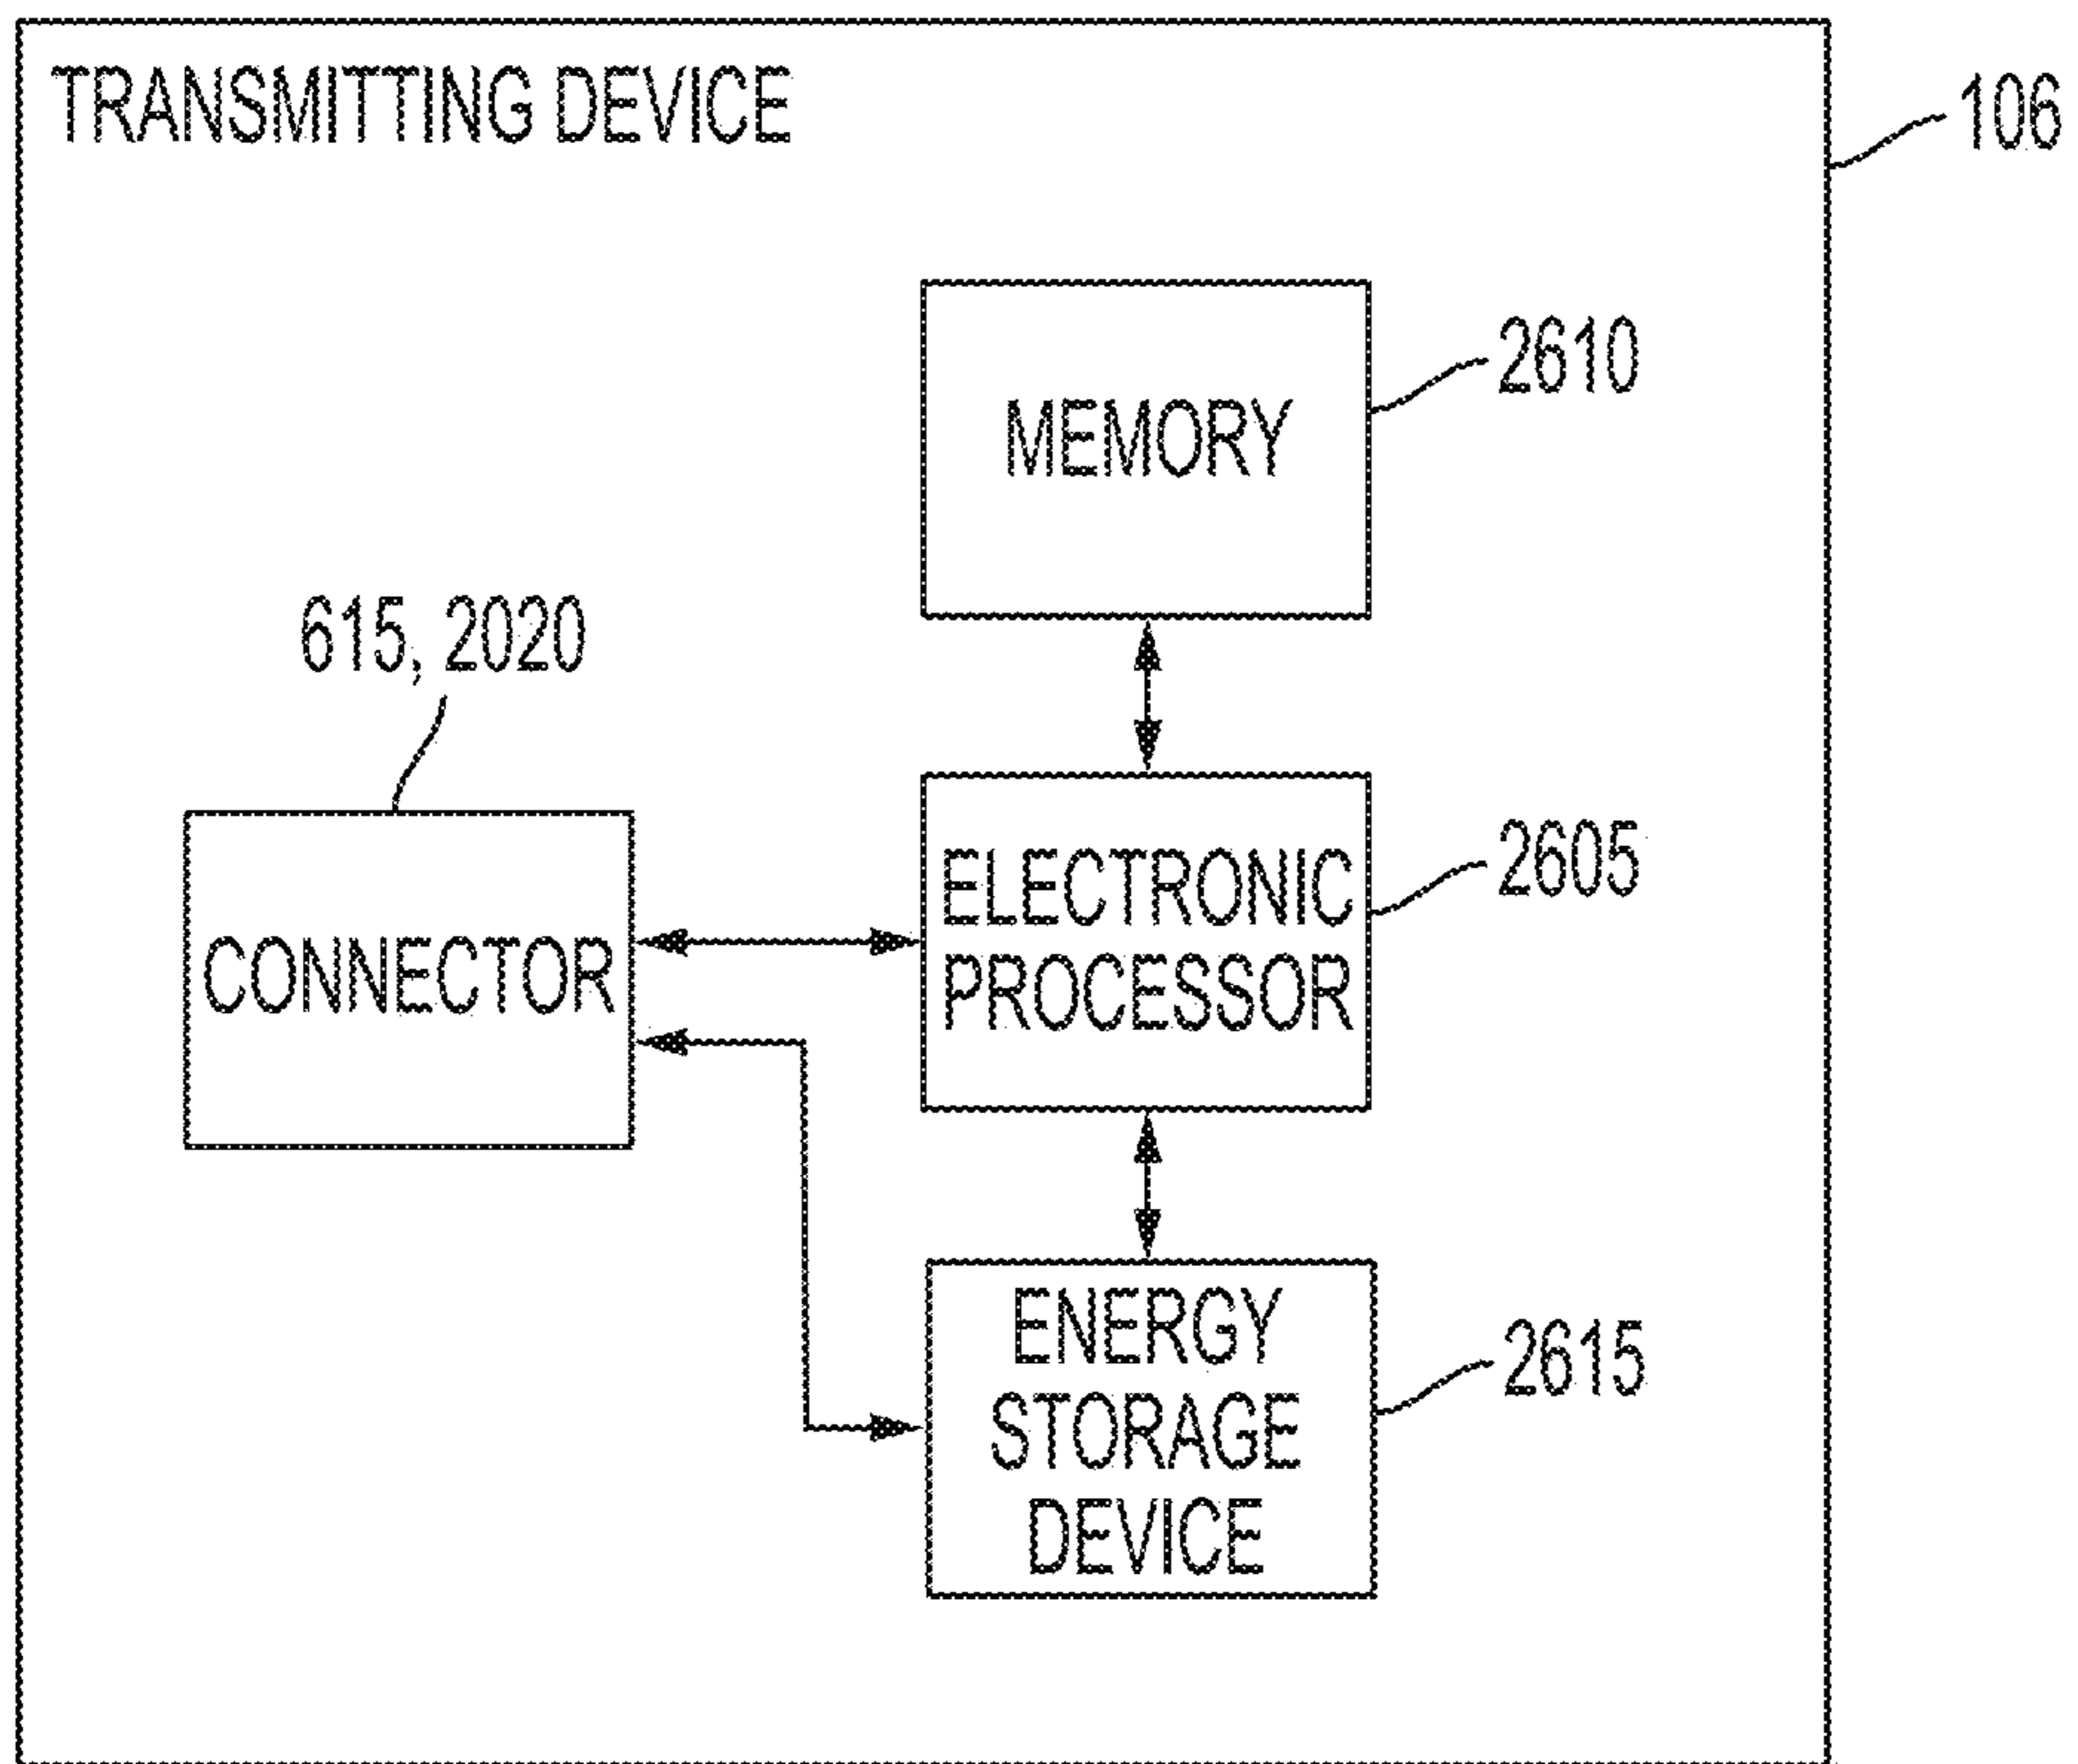 TRANSMITTING DEVICE
106
MEMORY
2610
615, 2020
CONNECTOR
ELECTRONIC
PROCESSOR
2605
ENERGY
STORAGE
DEVICE
2615